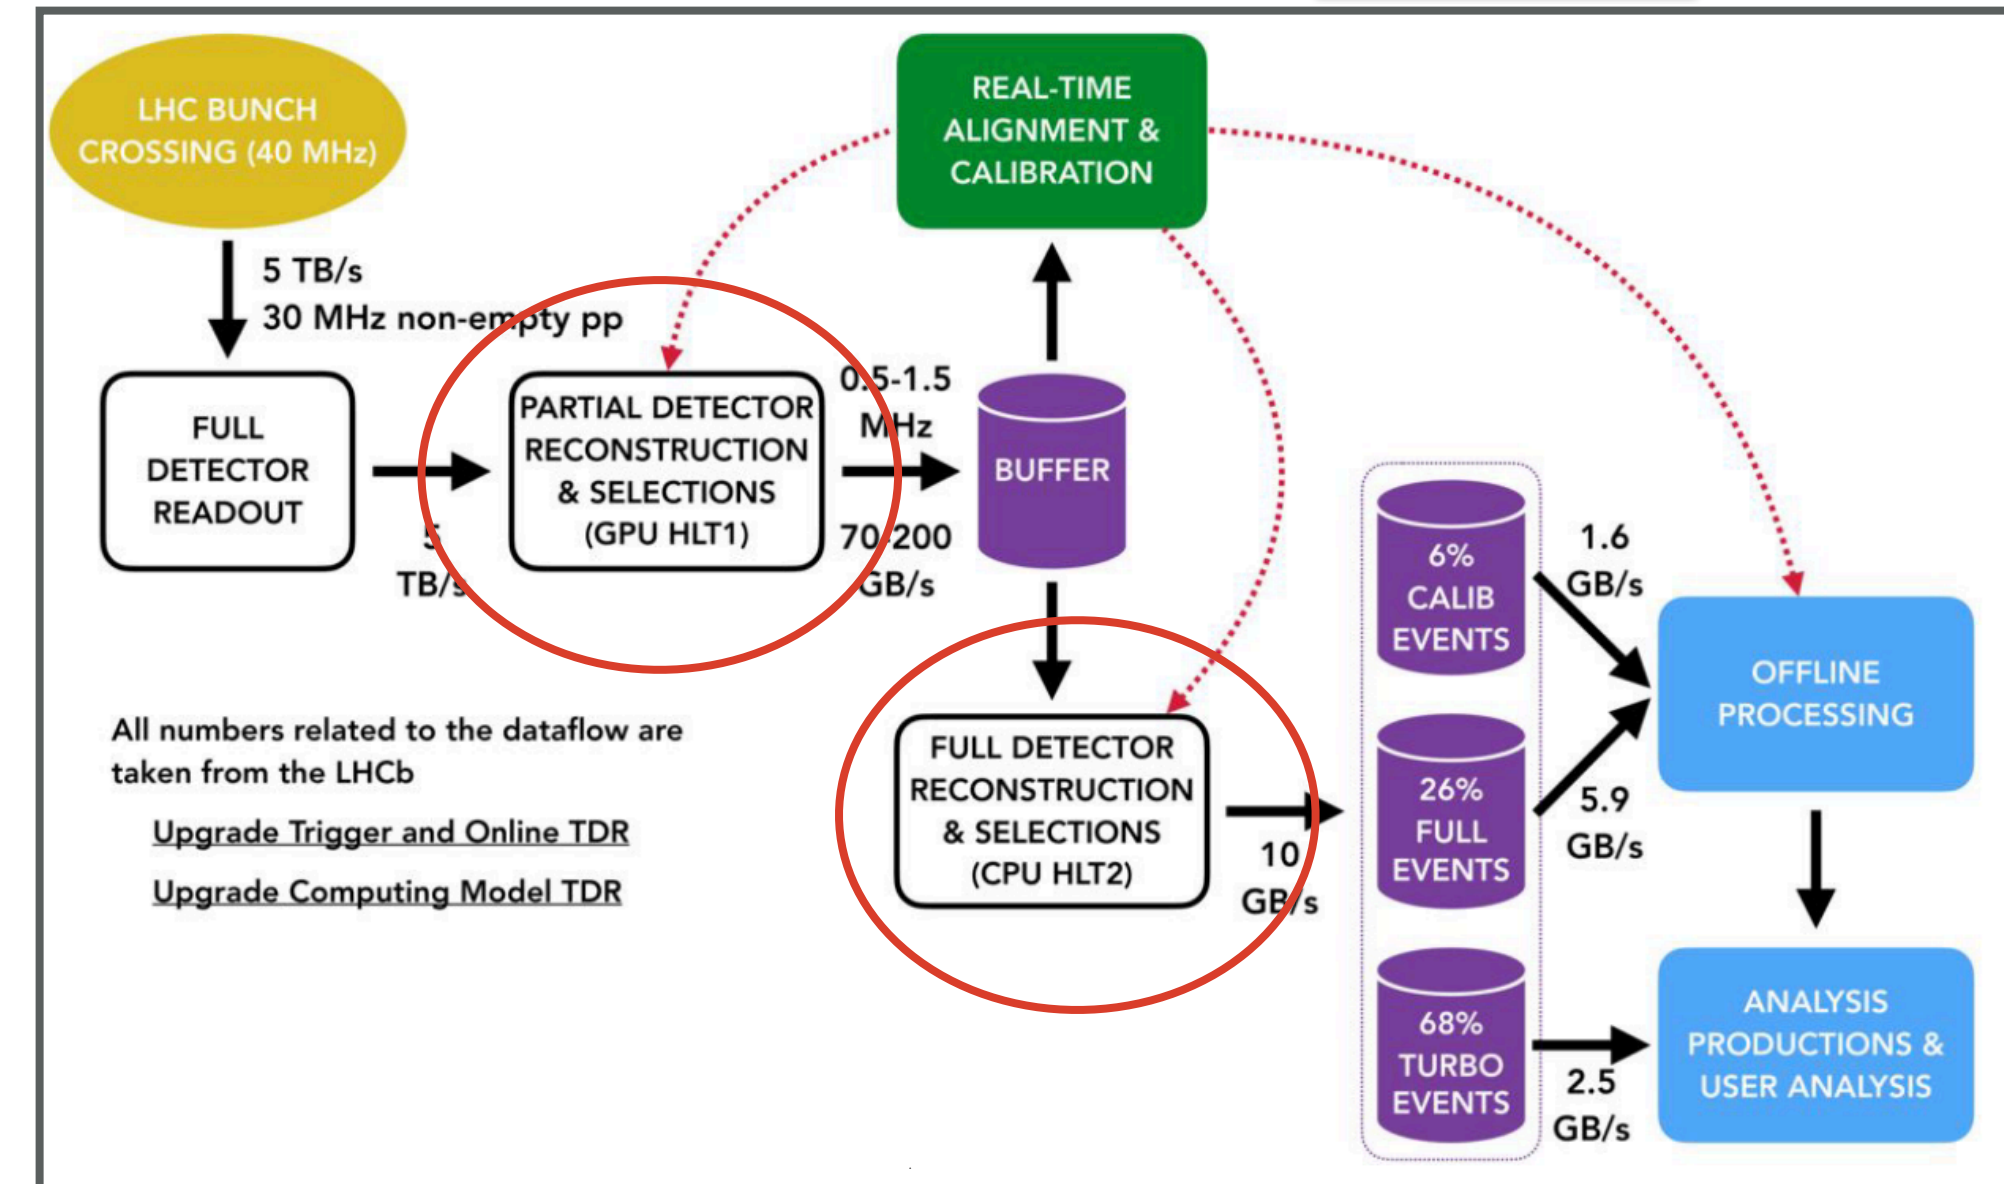 LHC BUNCH
CROSSING (40 MHz)
REAL-TIME
ALIGNMENT &
CALIBRATION
5 TB/s
30 MHz non-empty pp
FULL
DETECTOR
READOUT
5
TB/s
PARTIAL DETECTOR
RECONSTRUCTION
& SELECTIONS
(GPU HLT1)
0.5-1.5
MHz
70-200
GB/s
BUFFER
FULL DETECTOR
RECONSTRUCTION
& SELECTIONS
(CPU HLT2)
10
GB/s
6%
CALIB
EVENTS
1.6
GB/s
26%
FULL
EVENTS
5.9
GB/s
68%
TURBO
EVENTS
2.5
GB/s
OFFLINE
PROCESSING
ANALYSIS
PRODUCTIONS &
USER ANALYSIS
All numbers related to the dataflow are
taken from the LHCb
Upgrade Trigger and Online TDR
Upgrade Computing Model TDR